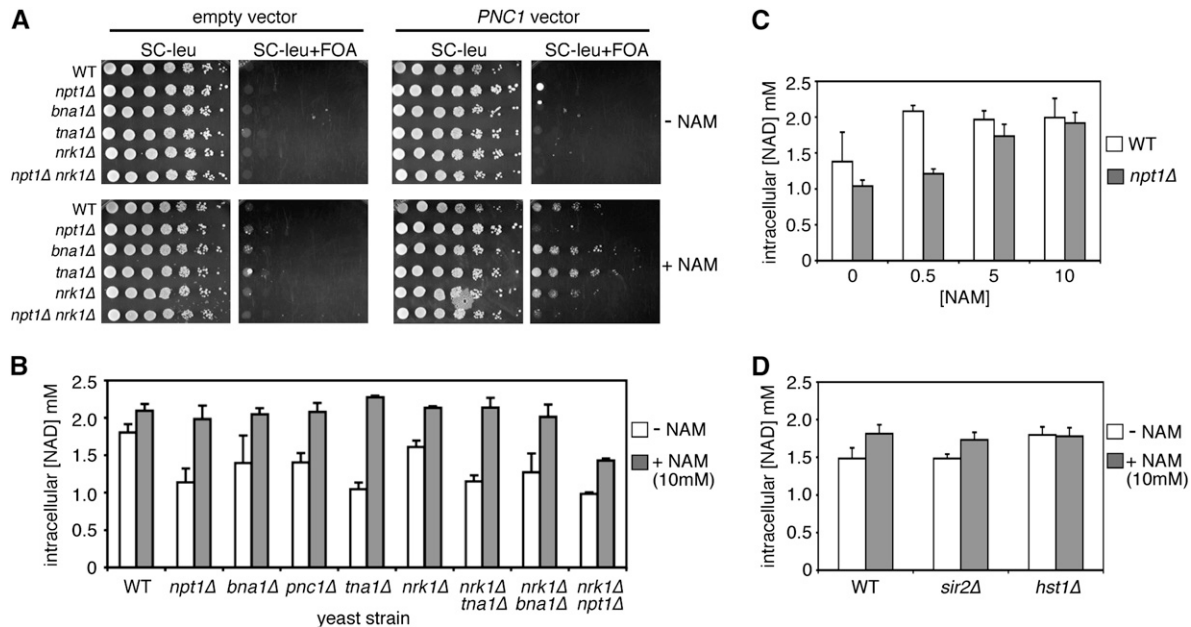 A
empty vector
PNC1 vector
SC-leu
SC-leu+FOA
SC-leu
SC-leu+FOA
WT
npt1Δ
bna1Δ
tna1Δ
nrk1Δ
npt1Δ nrk1Δ
- NAM
WT
npt1Δ
bna1Δ
tna1Δ
nrk1Δ
npt1Δ nrk1Δ
+ NAM
B
intracellular [NAD] mM
2.5
2.0
1.5
1.0
0.5
0
WT
npt1Δ
bna1Δ
pnc1Δ
tna1Δ
nrk1Δ
nrk1Δ
tna1Δ
nrk1Δ
bna1Δ
nrk1Δ
npt1Δ
yeast strain
- NAM
+ NAM
(10mM)
C
intracellular [NAD] mM
2.5
2.0
1.5
1.0
0.5
0
0
0.5
5
10
[NAM]
WT
npt1Δ
D
intracellular [NAD] mM
2.5
2.0
1.5
1.0
0.5
0
WT
sir2Δ
hst1Δ
- NAM
+ NAM
(10mM)